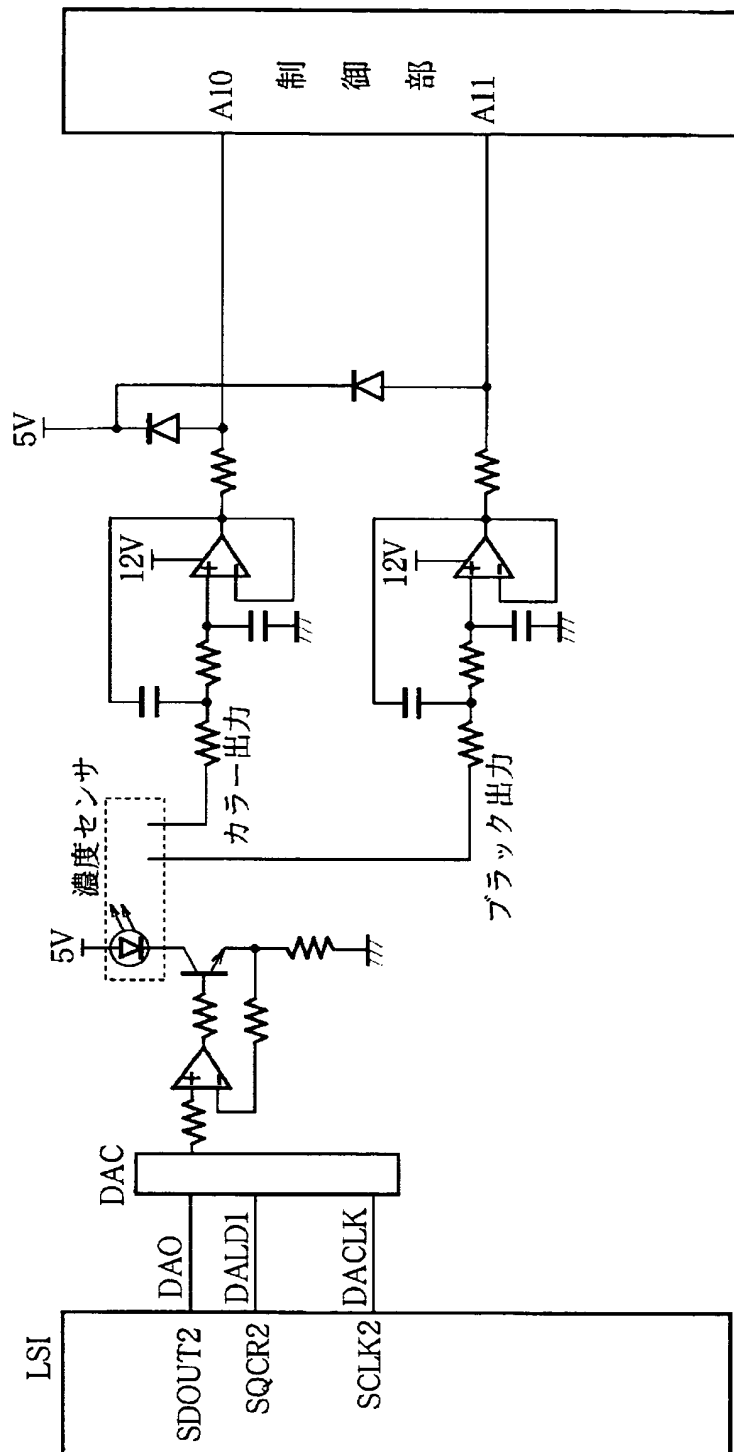 LSI
SDOUT2
SQCR2
SCLK2
DAO
DALD1
DACLK
DAC
5V
濃度センサ
カラー出力
ブラック出力
12V
12V
5V
A10
制御部
A11